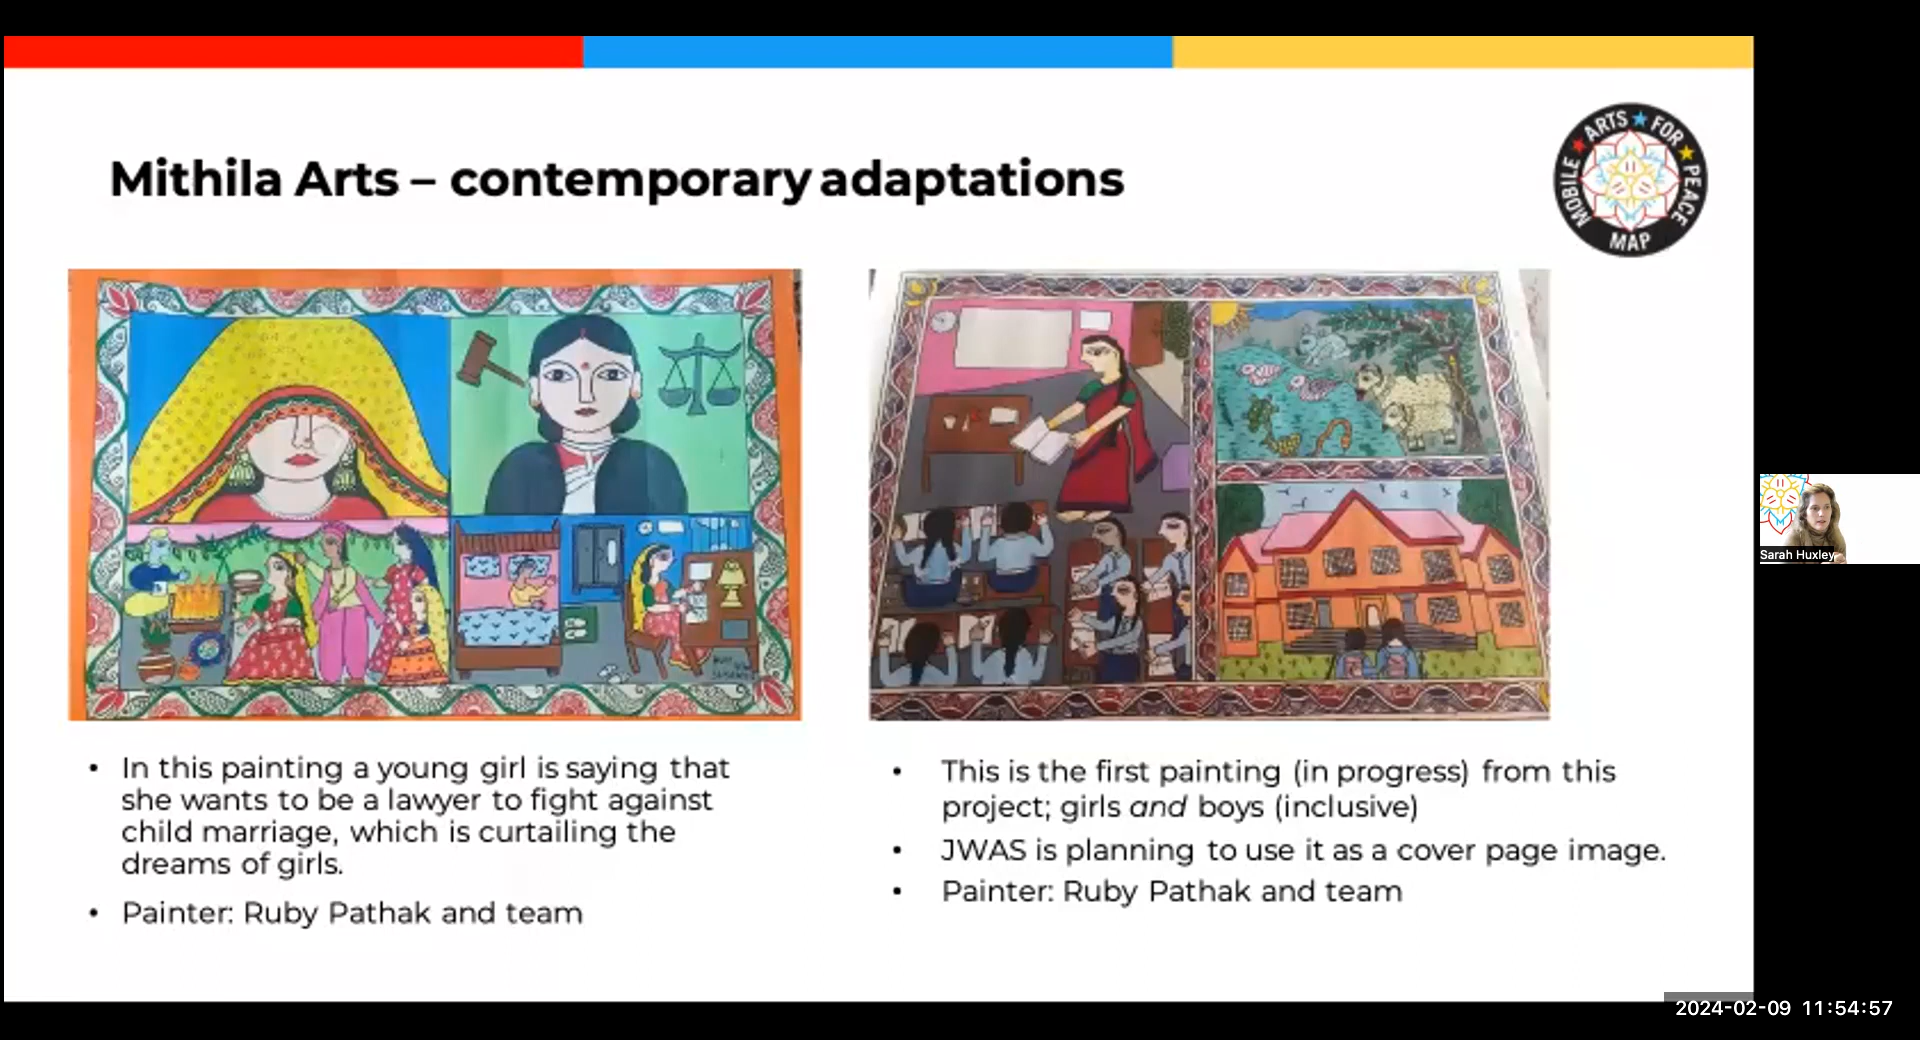 Mithila Arts – contemporary adaptations
MOBILE ARTS FOR PEACE
MAP
In this painting a young girl is saying that
she wants to be a lawyer to fight against
child marriage, which is curtailing the
dreams of girls.
Painter: Ruby Pathak and team
This is the first painting (in progress) from this
project; girls and boys (inclusive)
JWAS is planning to use it as a cover page image.
Painter: Ruby Pathak and team
Sarah Huxley
2024-02-09 11:54:57